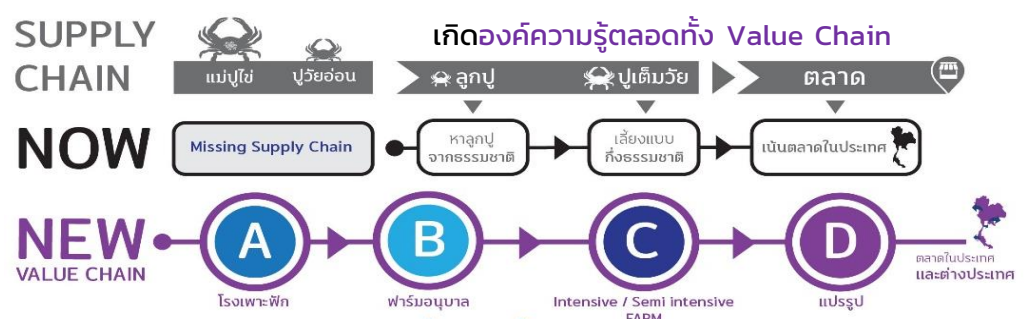 SUPPLY CHAIN
เกิดองค์ความรู้ตลอดทั้ง Value Chain
แม่ปูไข่ ปูวัยอ่อน ลูกปู ปูเต็มวัย ตลาด
NOW
Missing Supply Chain
หาลูกปู
จากธรรมชาติ
เลี้ยงแบบ
กึ่งธรรมชาติ
เน้นตลาดในประเทศ
NEW
VALUE CHAIN
A B C D
โรงเพาะฟัก
ฟาร์มอนุบาล
Intensive / Semi intensive
FARM
แปรรูป
ตลาดในประเทศ
และต่างประเทศ